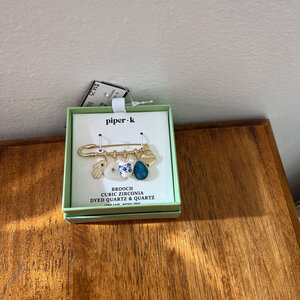 piper · k
BROOCH
CUBIC ZIRCONIA
DYED QUARTZ & QUARTZ